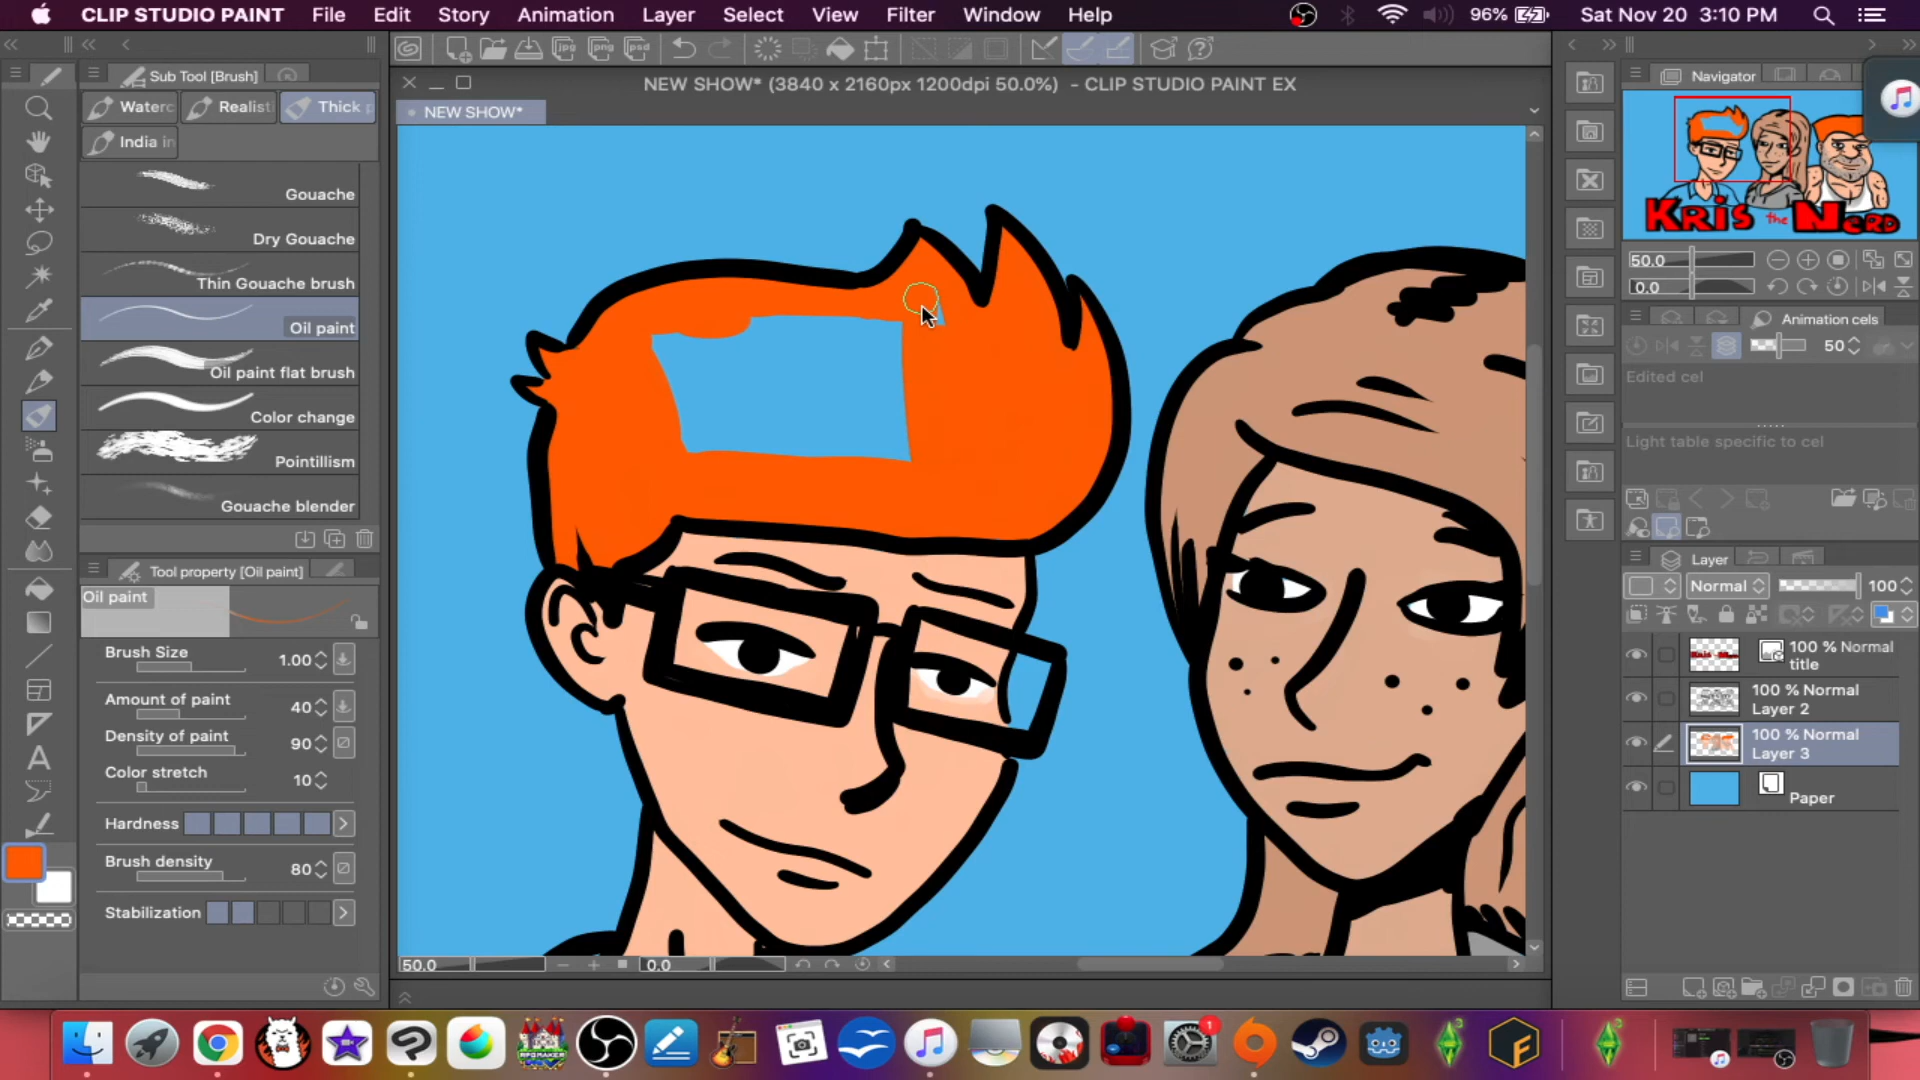 CLIP STUDIO PAINT File Edit Story Animation Layer Select View Filter Window Help 96% Sat Nov 20 3:10 PM
NEW SHOW* (3840 x 2160px 1200dpi 50.0%) - CLIP STUDIO PAINT EX
NEW SHOW*
Sub Tool [Brush]
Waterc Realist Thick p
India in
Gouache
Dry Gouache
Thin Gouache brush
Oil paint
Oil paint flat brush
Color change
Pointillism
Gouache blender
Tool property [Oil paint]
Oil paint
Brush Size 1.00
Amount of paint 40
Density of paint 90
Color stretch 10
Hardness
Brush density 80
Stabilization
50.0 0.0
Navigator
Kris the Nerd
50.0
0.0
Animation cels
50
Edited cel
Light table specific to cel
Layer
Normal 100
100 % Normal
title
100 % Normal
Layer 2
100 % Normal
Layer 3
Paper
RPGMAKER
1